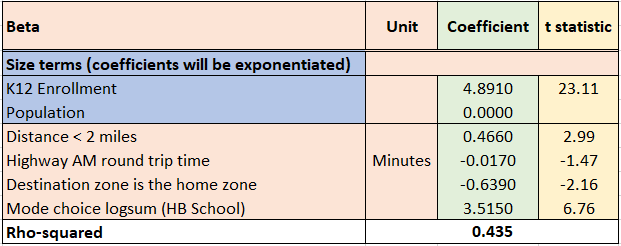 Beta Unit Coefficient t statistic
Size terms (coefficients will be exponentiated)
K12 Enrollment 4.8910 23.11
Population 0.0000
Distance < 2 miles 0.4660 2.99
Highway AM round trip time Minutes -0.0170 -1.47
Destination zone is the home zone -0.6390 -2.16
Mode choice logsum (HB School) 3.5150 6.76
Rho-squared 0.435